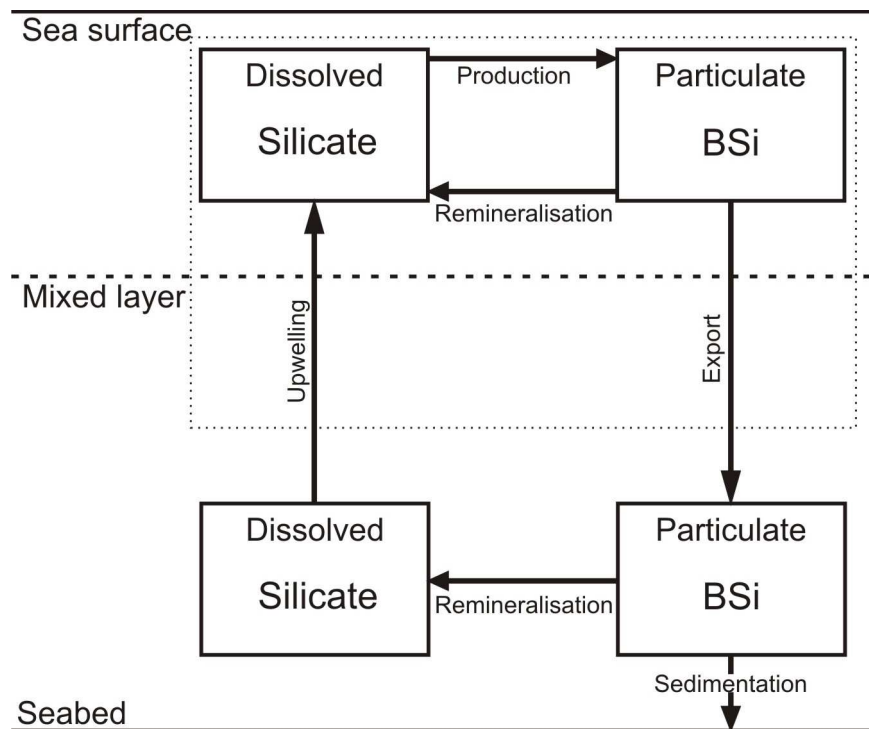 Sea surface
Dissolved
Silicate
Production
Particulate
BSi
Remineralisation
Mixed layer
Upwelling
Export
Dissolved
Silicate
Remineralisation
Particulate
BSi
Sedimentation
Seabed